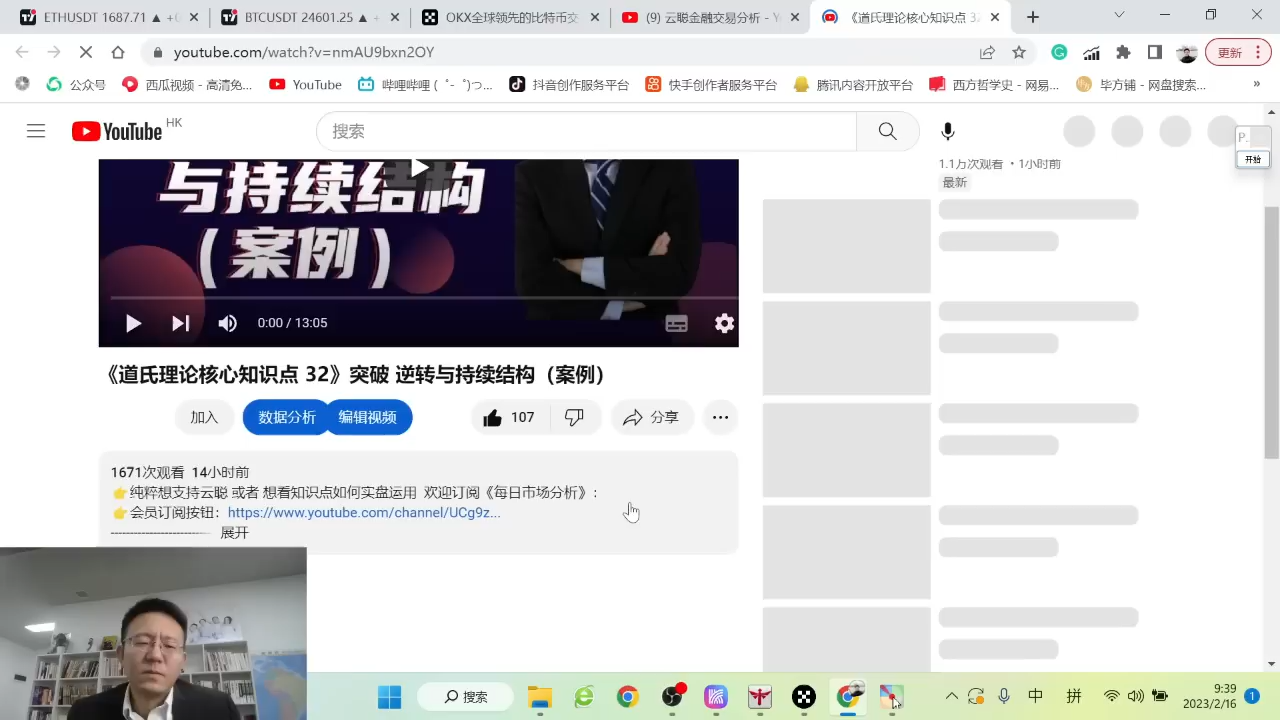 ETHUSDT 1687.71 ▲ +
BTCUSDT 24601.25 ▲
OKX全球领先的比特币交
(9) 云聪金融交易分析 - Y
《道氏理论核心知识点 3
youtube.com/watch?v=nmAU9bxn2OY
更新
公众号
西瓜视频 - 高清免...
YouTube
哔哩哔哩 ( ゜- ゜)つ...
抖音创作服务平台
快手创作者服务平台
腾讯内容开放平台
西方哲学史 - 网易...
毕方铺 - 网盘搜索...
»
YouTube HK
搜索
1.1万次观看 • 1小时前
最新
P.
开始
与持续结构
（案例）
0:00 / 13:05
《道氏理论核心知识点 32》突破 逆转与持续结构（案例）
加入
数据分析
编辑视频
107
分享
1671次观看 14小时前
👉纯粹想支持云聪 或者 想看知识点如何实盘运用 欢迎订阅《每日市场分析》:
👉会员订阅按钮: https://www.youtube.com/channel/UCg9z...
------------------------- 展开
搜索
中
拼
9:39
2023/2/16
1